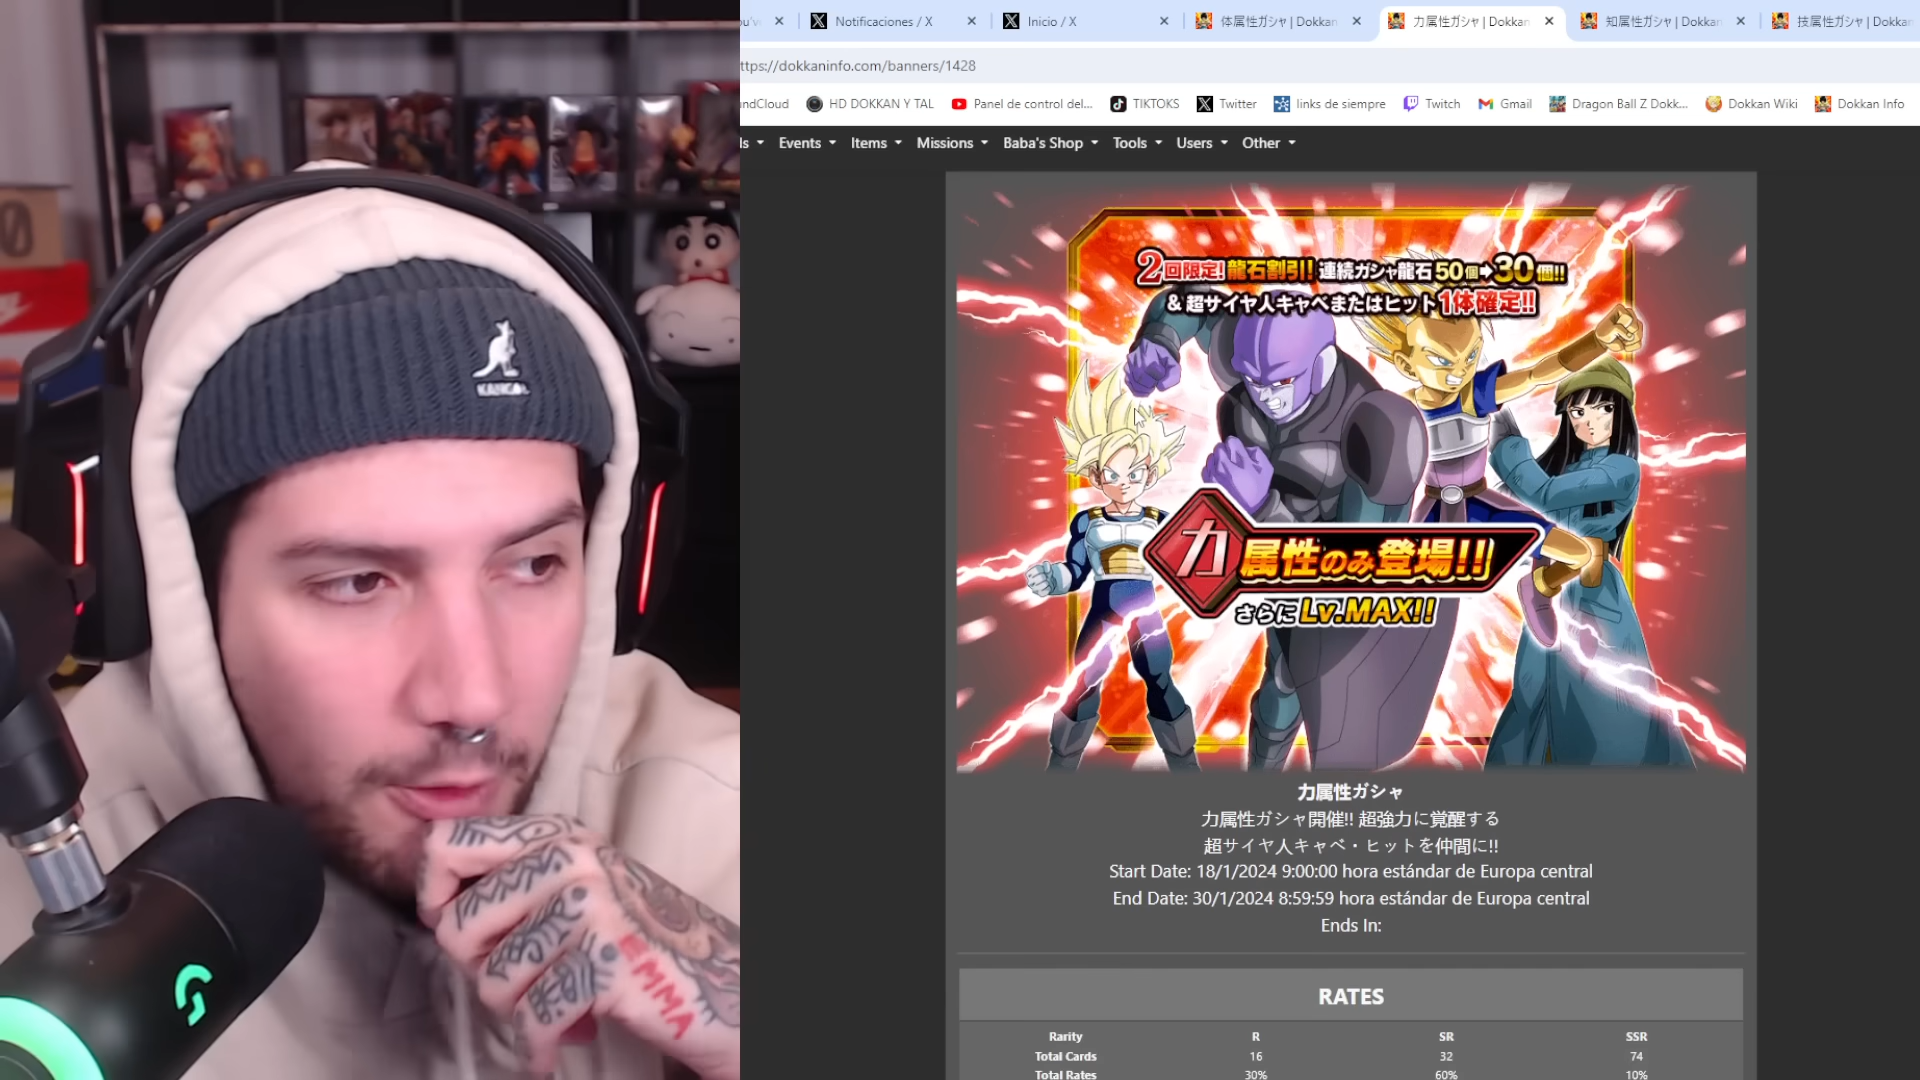 Notificaciones / X
Inicio / X
体属性ガシャ | Dokkan
力属性ガシャ | Dokkan
知属性ガシャ | Dokka
技属性ガシャ | Dokkan
ttps://dokkaninfo.com/banners/1428
ndCloud
HD DOKKAN Y TAL
Panel de control del...
TIKTOKS
Twitter
links de siempre
Twitch
Gmail
Dragon Ball Z Dokk...
Dokkan Wiki
Dokkan Info
ls
Events
Items
Missions
Baba's Shop
Tools
Users
Other
2回限定!龍石割引!連続ガシャ龍石50個→30個!!
&超サイヤ人キャベまたはヒット1体確定!!
力属性のみ登場!!
さらにLv.MAX!!
力属性ガシャ
力属性ガシャ開催!! 超強力に覚醒する
超サイヤ人キャベ・ヒットを仲間に!!
Start Date: 18/1/2024 9:00:00 hora estándar de Europa central
End Date: 30/1/2024 8:59:59 hora estándar de Europa central
Ends In:
RATES
Rarity R SR SSR
Total Cards 16 32 74
Total Rates 30% 60% 10%
KANGOL
EMMA
0